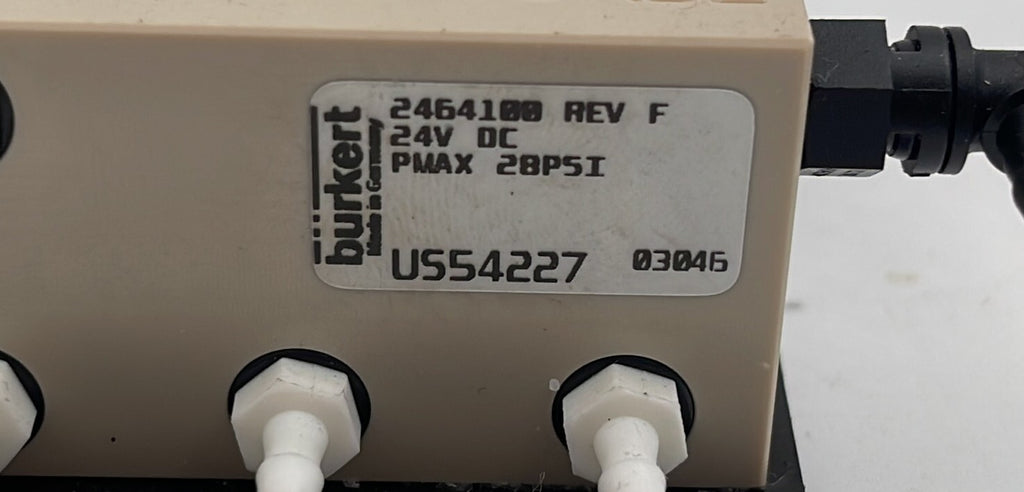 burkert
Made in Germany
2464100 REV F
24V DC
PMAX 28PSI
US54227 03046